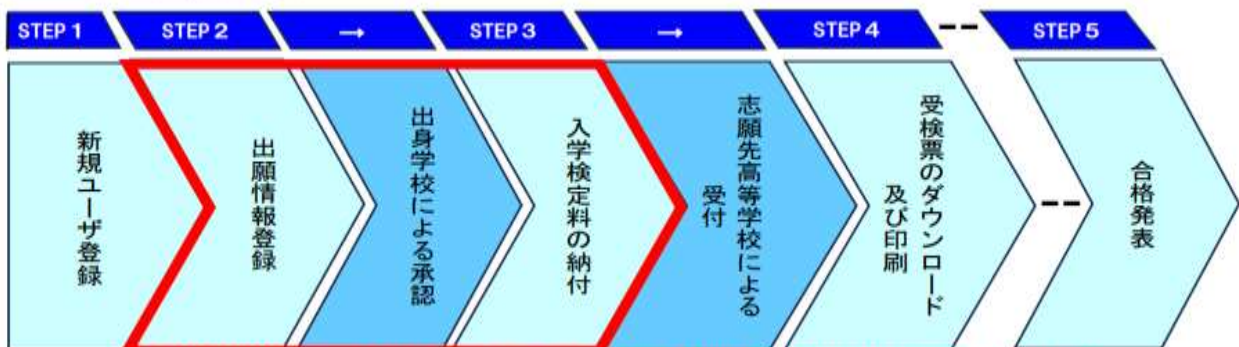 STEP 1
STEP 2
→
STEP 3
→
STEP 4
STEP 5
新規ユーザ登録
出願情報登録
出身学校による承認
入学検定料の納付
志願先高等学校による
受付
受検票のダウンロード
及び印刷
合格発表